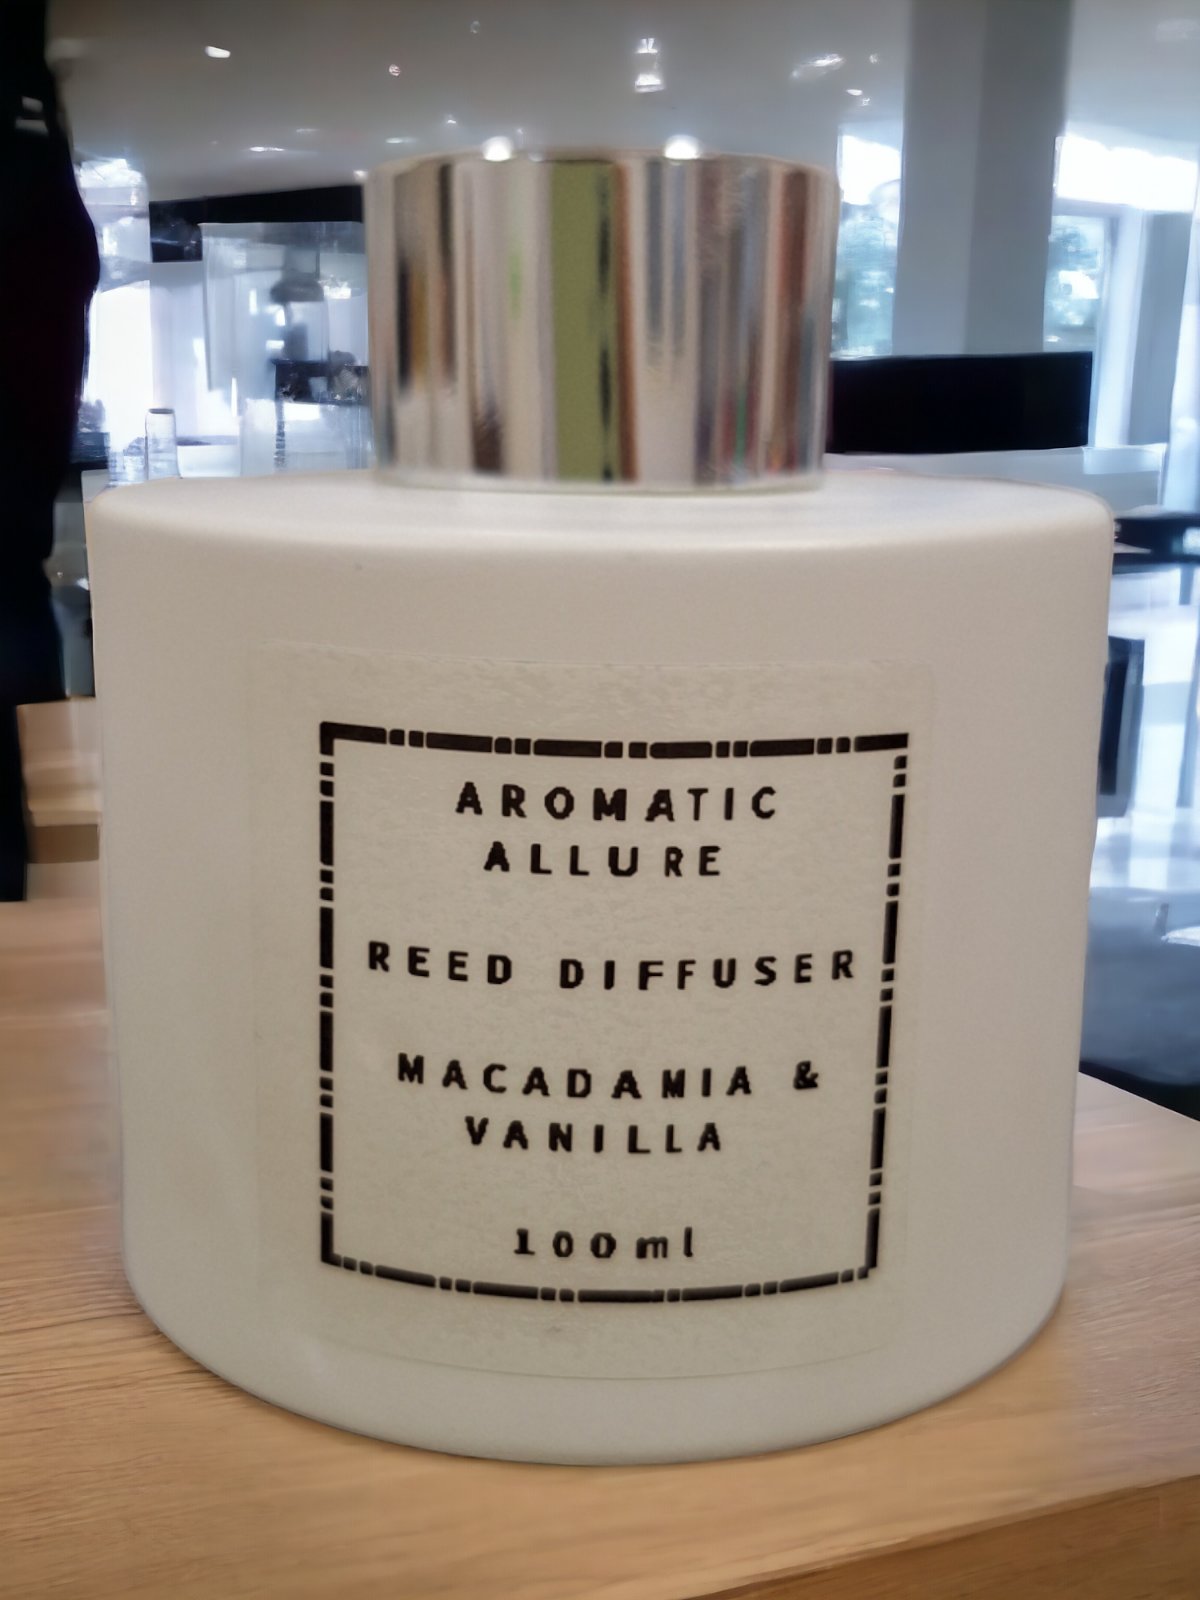 AROMATIC
ALLURE
REED DIFFUSER
MACADAMIA &
VANILLA
100ml